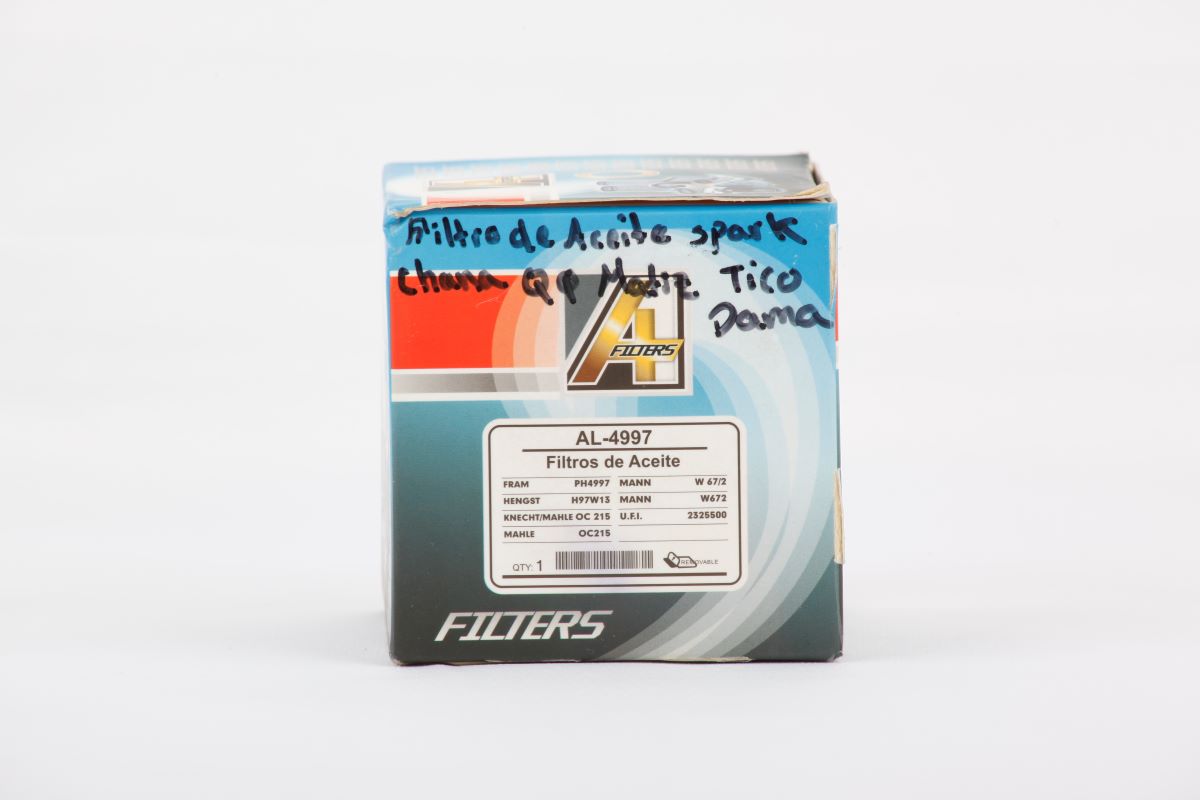 Filtro de Aceite spark
chana QQ Matiz Tico
Dama
A+
FILTERS
AL-4997
Filtros de Aceite
FRAM PH4997 MANN W 67/2
HENGST H97W13 MANN W672
KNECHT/MAHLE OC 215 U.F.I. 2325500
MAHLE OC215
QTY: 1 REMOVABLE
FILTERS